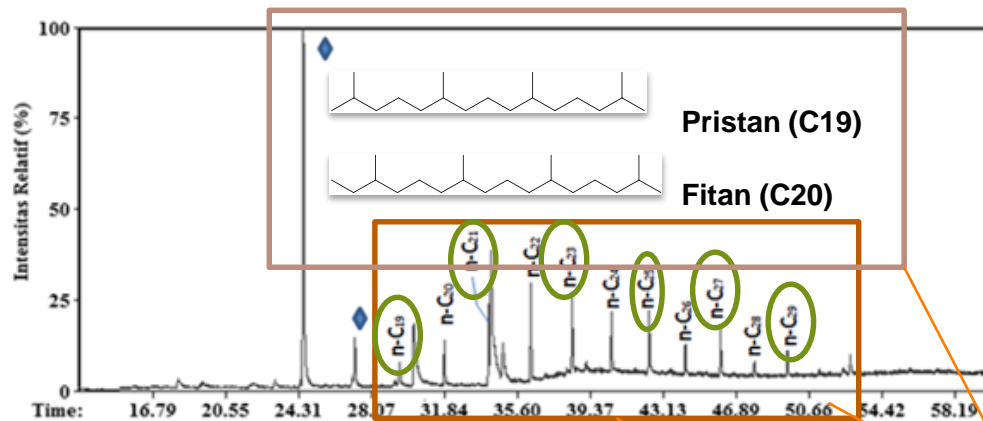 Intensitas Relatif (%)
100
75
50
25
0
Pristan (C19)
Fitan (C20)
n-C19
n-C20
n-C21
n-C22
n-C23
n-C24
n-C25
n-C26
n-C27
n-C28
n-C29
Time: 16.79 20.55 24.31 28.07 31.84 35.60 39.37 43.13 46.89 50.66 54.42 58.19